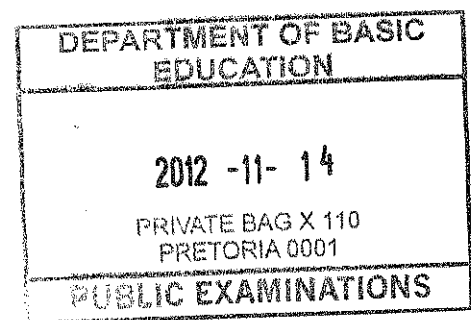 DEPARTMENT OF BASIC
EDUCATION
2012 -11- 14
PRIVATE BAG X 110
PRETORIA 0001
PUBLIC EXAMINATIONS